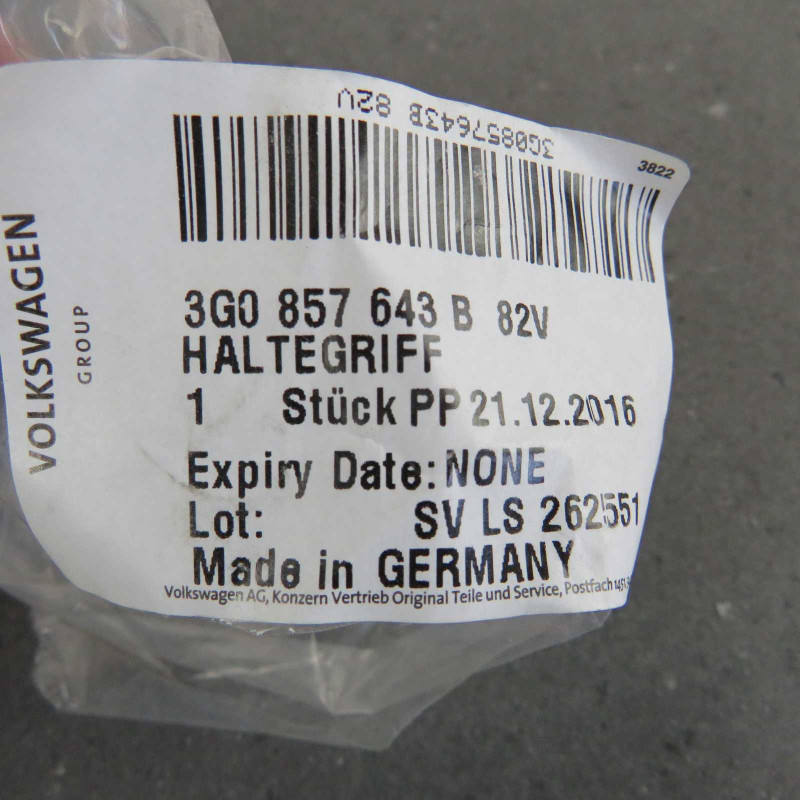 3G0857643B 82V
3822
VOLKSWAGEN
GROUP
3G0 857 643 B 82V
HALTEGRIFF
1 Stück PP 21.12.2016
Expiry Date: NONE
Lot: SV LS 262551
Made in GERMANY
Volkswagen AG, Konzern Vertrieb Original Teile und Service, Postfach